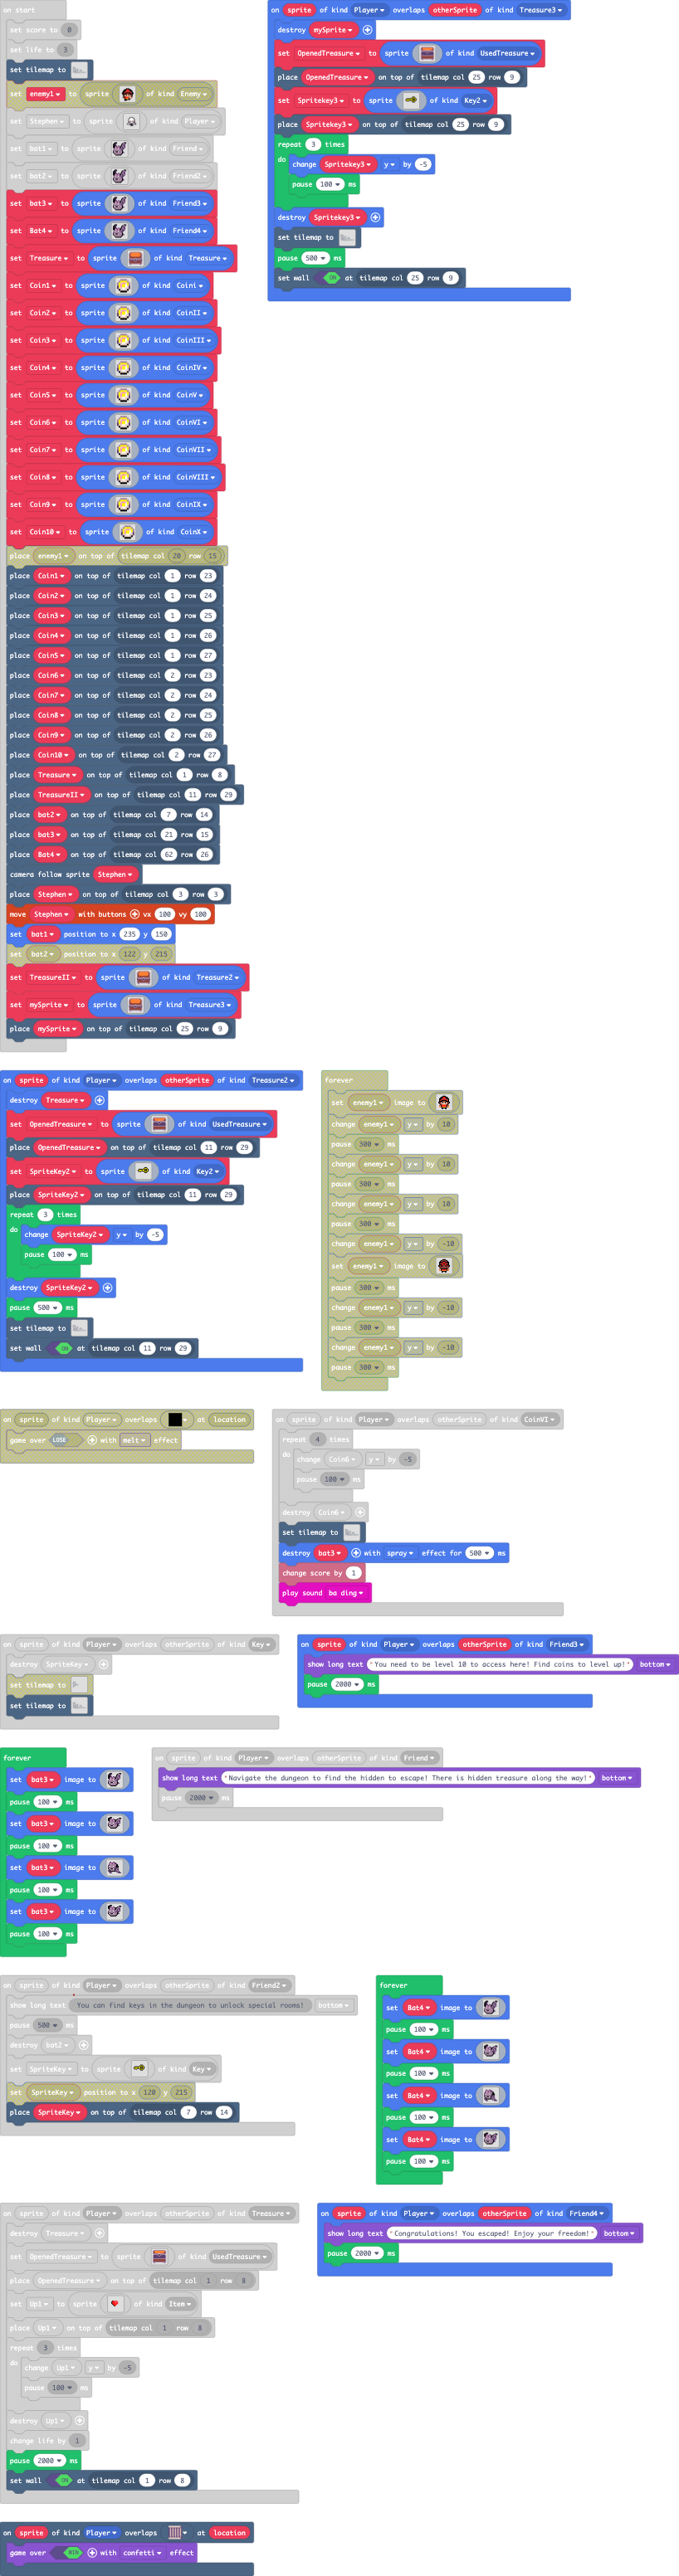 on start
set score to 0
set life to 3
set tilemap to
set enemy1 to sprite of kind Enemy
set Stephen to sprite of kind Player
set bat1 to sprite of kind Friend
set bat2 to sprite of kind Friend2
set bat3 to sprite of kind Friend3
set Bat4 to sprite of kind Friend4
set Treasure to sprite of kind Treasure
set Coin1 to sprite of kind Coini
set Coin2 to sprite of kind CoinII
set Coin3 to sprite of kind CoinIII
set Coin4 to sprite of kind CoinIV
set Coin5 to sprite of kind CoinV
set Coin6 to sprite of kind CoinVI
set Coin7 to sprite of kind CoinVII
set Coin8 to sprite of kind CoinVIII
set Coin9 to sprite of kind CoinIX
set Coin10 to sprite of kind CoinX
place enemy1 on top of tilemap col 20 row 15
place Coin1 on top of tilemap col 1 row 23
place Coin2 on top of tilemap col 1 row 24
place Coin3 on top of tilemap col 1 row 25
place Coin4 on top of tilemap col 1 row 26
place Coin5 on top of tilemap col 1 row 27
place Coin6 on top of tilemap col 2 row 23
place Coin7 on top of tilemap col 2 row 24
place Coin8 on top of tilemap col 2 row 25
place Coin9 on top of tilemap col 2 row 26
place Coin10 on top of tilemap col 2 row 27
place Treasure on top of tilemap col 1 row 8
place TreasureII on top of tilemap col 11 row 29
place bat2 on top of tilemap col 7 row 14
place bat3 on top of tilemap col 21 row 15
place Bat4 on top of tilemap col 62 row 26
camera follow sprite Stephen
place Stephen on top of tilemap col 3 row 3
move Stephen with buttons vx 100 vy 100
set bat1 position to x 235 y 150
set bat2 position to x 122 y 215
set TreasureII to sprite of kind Treasure2
set mySprite to sprite of kind Treasure3
place mySprite on top of tilemap col 25 row 9
on sprite of kind Player overlaps otherSprite of kind Treasure3
destroy mySprite
set OpenedTreasure to sprite of kind UsedTreasure
place OpenedTreasure on top of tilemap col 25 row 9
set Spritekey3 to sprite of kind Key2
place Spritekey3 on top of tilemap col 25 row 9
repeat 3 times
do change Spritekey3 y by -5
pause 100 ms
destroy Spritekey3
set tilemap to
pause 500 ms
set wall ON at tilemap col 25 row 9
on sprite of kind Player overlaps otherSprite of kind Treasure2
destroy Treasure
set OpenedTreasure to sprite of kind UsedTreasure
place OpenedTreasure on top of tilemap col 11 row 29
set SpriteKey2 to sprite of kind Key2
place SpriteKey2 on top of tilemap col 11 row 29
repeat 3 times
do change SpriteKey2 y by -5
pause 100 ms
destroy SpriteKey2
pause 500 ms
set tilemap to
set wall ON at tilemap col 11 row 29
forever
set enemy1 image to
change enemy1 y by 10
pause 300 ms
change enemy1 y by 10
pause 300 ms
change enemy1 y by 10
pause 300 ms
change enemy1 y by -10
set enemy1 image to
pause 300 ms
change enemy1 y by -10
pause 300 ms
change enemy1 y by -10
pause 300 ms
on sprite of kind Player overlaps at location
game over LOSE with melt effect
on sprite of kind Player overlaps otherSprite of kind CoinVI
repeat 4 times
do change Coin6 y by -5
pause 100 ms
destroy Coin6
set tilemap to
destroy bat3 with spray effect for 500 ms
change score by 1
play sound ba ding
on sprite of kind Player overlaps otherSprite of kind Key
destroy SpriteKey
set tilemap to
set tilemap to
on sprite of kind Player overlaps otherSprite of kind Friend3
show long text "You need to be level 10 to access here! Find coins to level up!" bottom
pause 2000 ms
forever
set bat3 image to
pause 100 ms
set bat3 image to
pause 100 ms
set bat3 image to
pause 100 ms
set bat3 image to
pause 100 ms
on sprite of kind Player overlaps otherSprite of kind Friend
show long text "Navigate the dungeon to find the hidden to escape! There is hidden treasure along the way!" bottom
pause 2000 ms
on sprite of kind Player overlaps otherSprite of kind Friend2
show long text You can find keys in the dungeon to unlock special rooms! bottom
pause 500 ms
destroy bat2
set SpriteKey to sprite of kind Key
set SpriteKey position to x 120 y 215
place SpriteKey on top of tilemap col 7 row 14
forever
set Bat4 image to
pause 100 ms
set Bat4 image to
pause 100 ms
set Bat4 image to
pause 100 ms
set Bat4 image to
pause 100 ms
on sprite of kind Player overlaps otherSprite of kind Treasure
destroy Treasure
set OpenedTreasure to sprite of kind UsedTreasure
place OpenedTreasure on top of tilemap col 1 row 8
set Up1 to sprite of kind Item
place Up1 on top of tilemap col 1 row 8
repeat 3 times
do change Up1 y by -5
pause 100 ms
destroy Up1
change life by 1
pause 2000 ms
set wall ON at tilemap col 1 row 8
on sprite of kind Player overlaps otherSprite of kind Friend4
show long text "Congratulations! You escaped! Enjoy your freedom!" bottom
pause 2000 ms
on sprite of kind Player overlaps at location
game over WIN with confetti effect